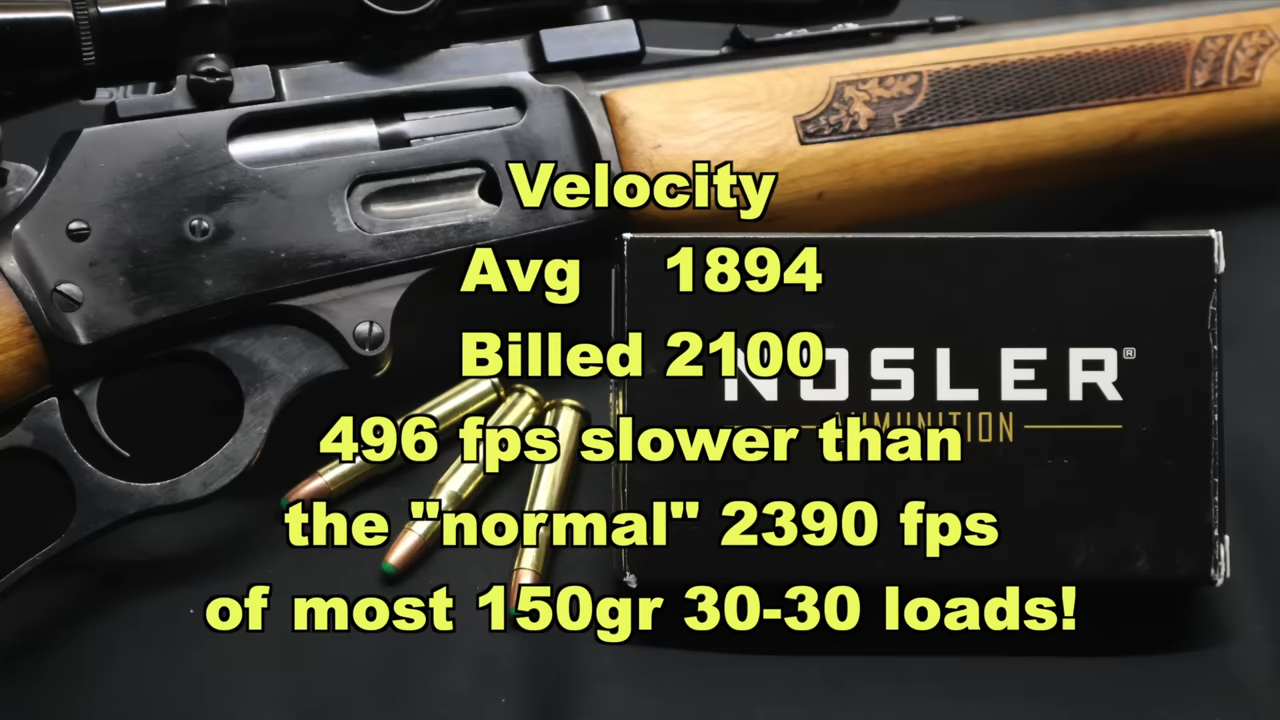 Velocity
Avg 1894
Billed 2100
496 fps slower than
the "normal" 2390 fps
of most 150gr 30-30 loads!
NOSLER®
AMMUNITION